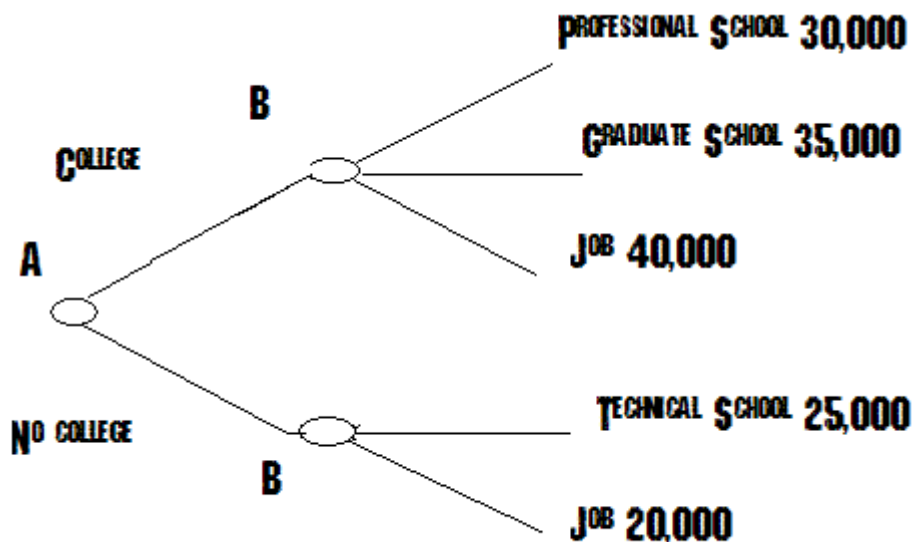 Professional School 30,000
B
Graduate School 35,000
College
A
Job 40,000
Technical School 25,000
No college
B
Job 20,000